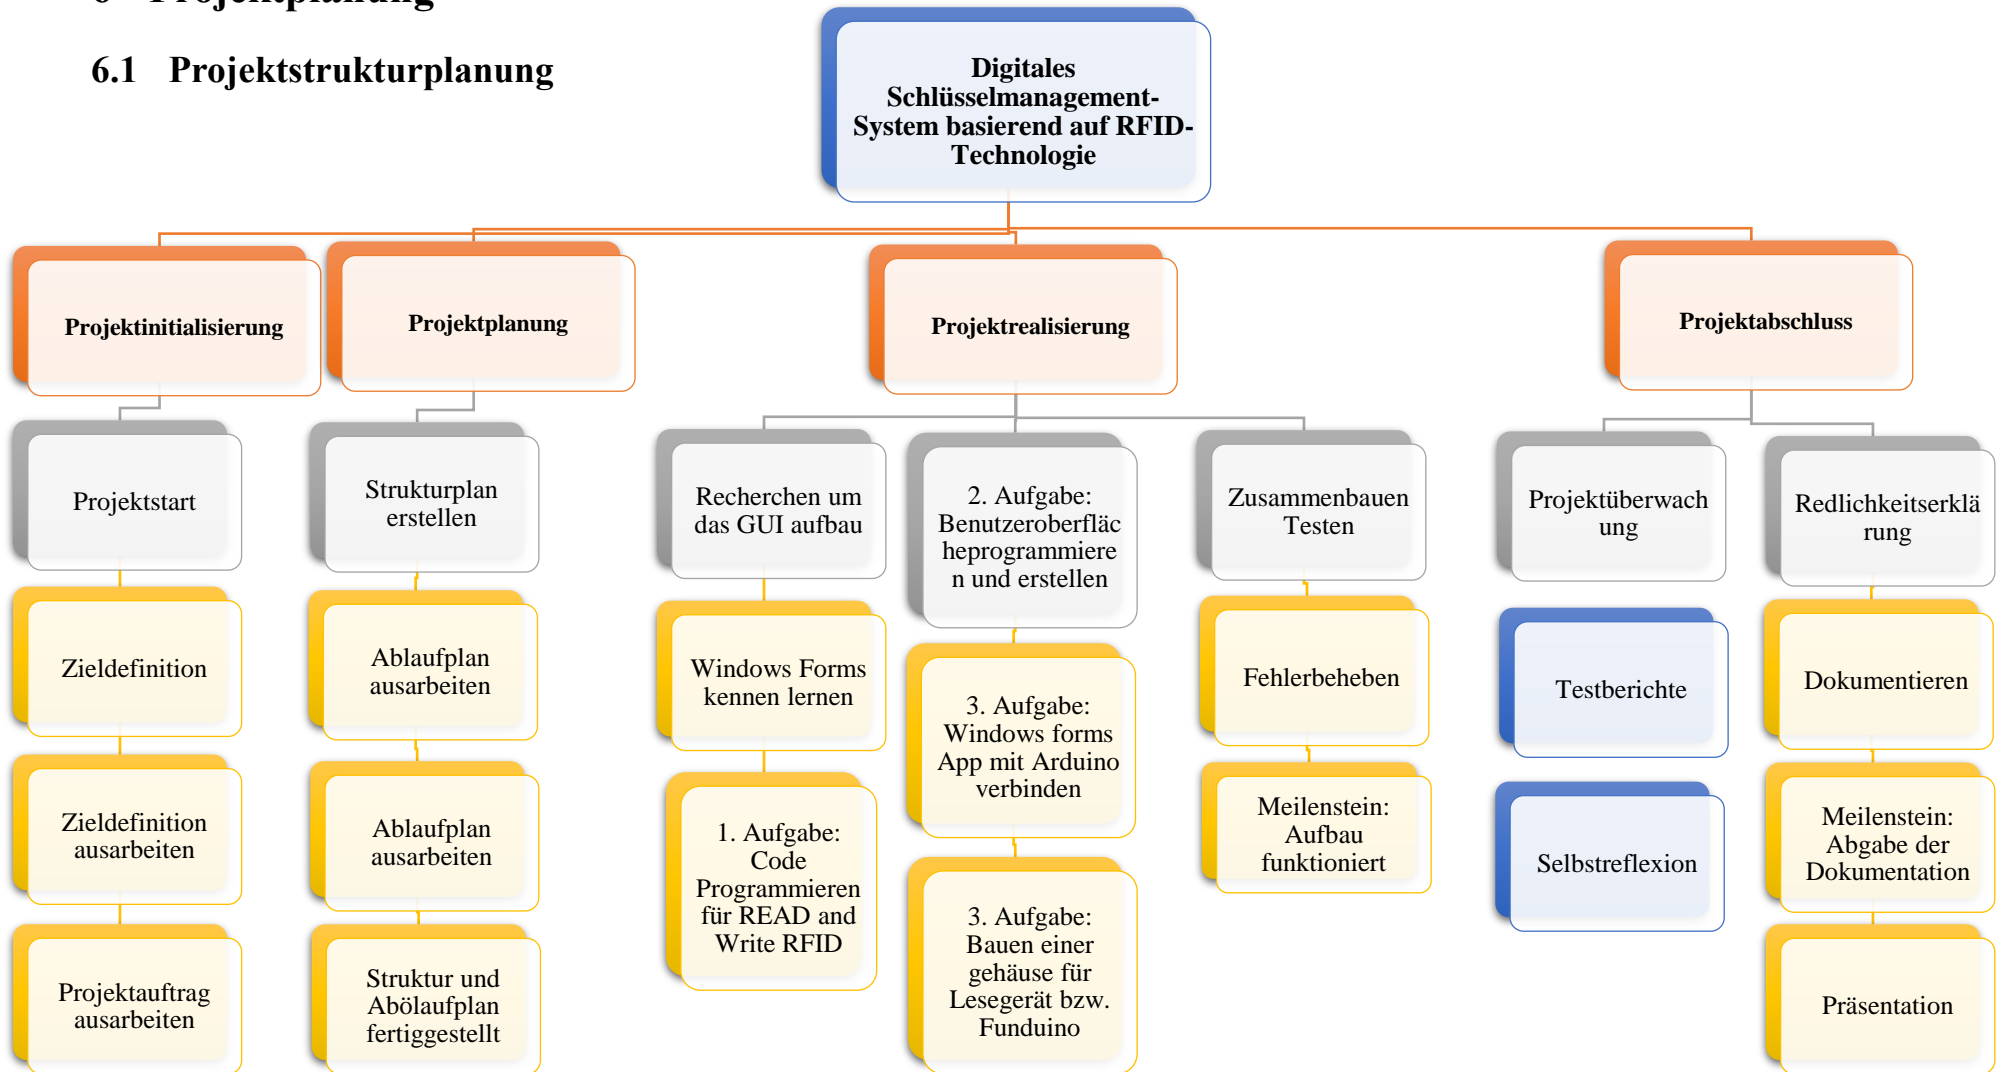 6 Projektplanung
6.1 Projektstrukturplanung
Digitales
Schlüsselmanagement-
System basierend auf RFID-
Technologie
Projektinitialisierung
Projektplanung
Projektrealisierung
Projektabschluss
Projektstart
Zieldefinition
Zieldefinition
ausarbeiten
Projektauftrag
ausarbeiten
Strukturplan
erstellen
Ablaufplan
ausarbeiten
Ablaufplan
ausarbeiten
Struktur und
Abölaufplan
fertiggestellt
Recherchen um
das GUI aufbau
Windows Forms
kennen lernen
1. Aufgabe:
Code
Programmieren
für READ and
Write RFID
2. Aufgabe:
Benutzeroberfläc
heprogrammiere
n und erstellen
3. Aufgabe:
Windows forms
App mit Arduino
verbinden
3. Aufgabe:
Bauen einer
gehäuse für
Lesegerät bzw.
Funduino
Zusammenbauen
Testen
Fehlerbeheben
Meilenstein:
Aufbau
funktioniert
Projektüberwach
ung
Testberichte
Selbstreflexion
Redlichkeitserklä
rung
Dokumentieren
Meilenstein:
Abgabe der
Dokumentation
Präsentation